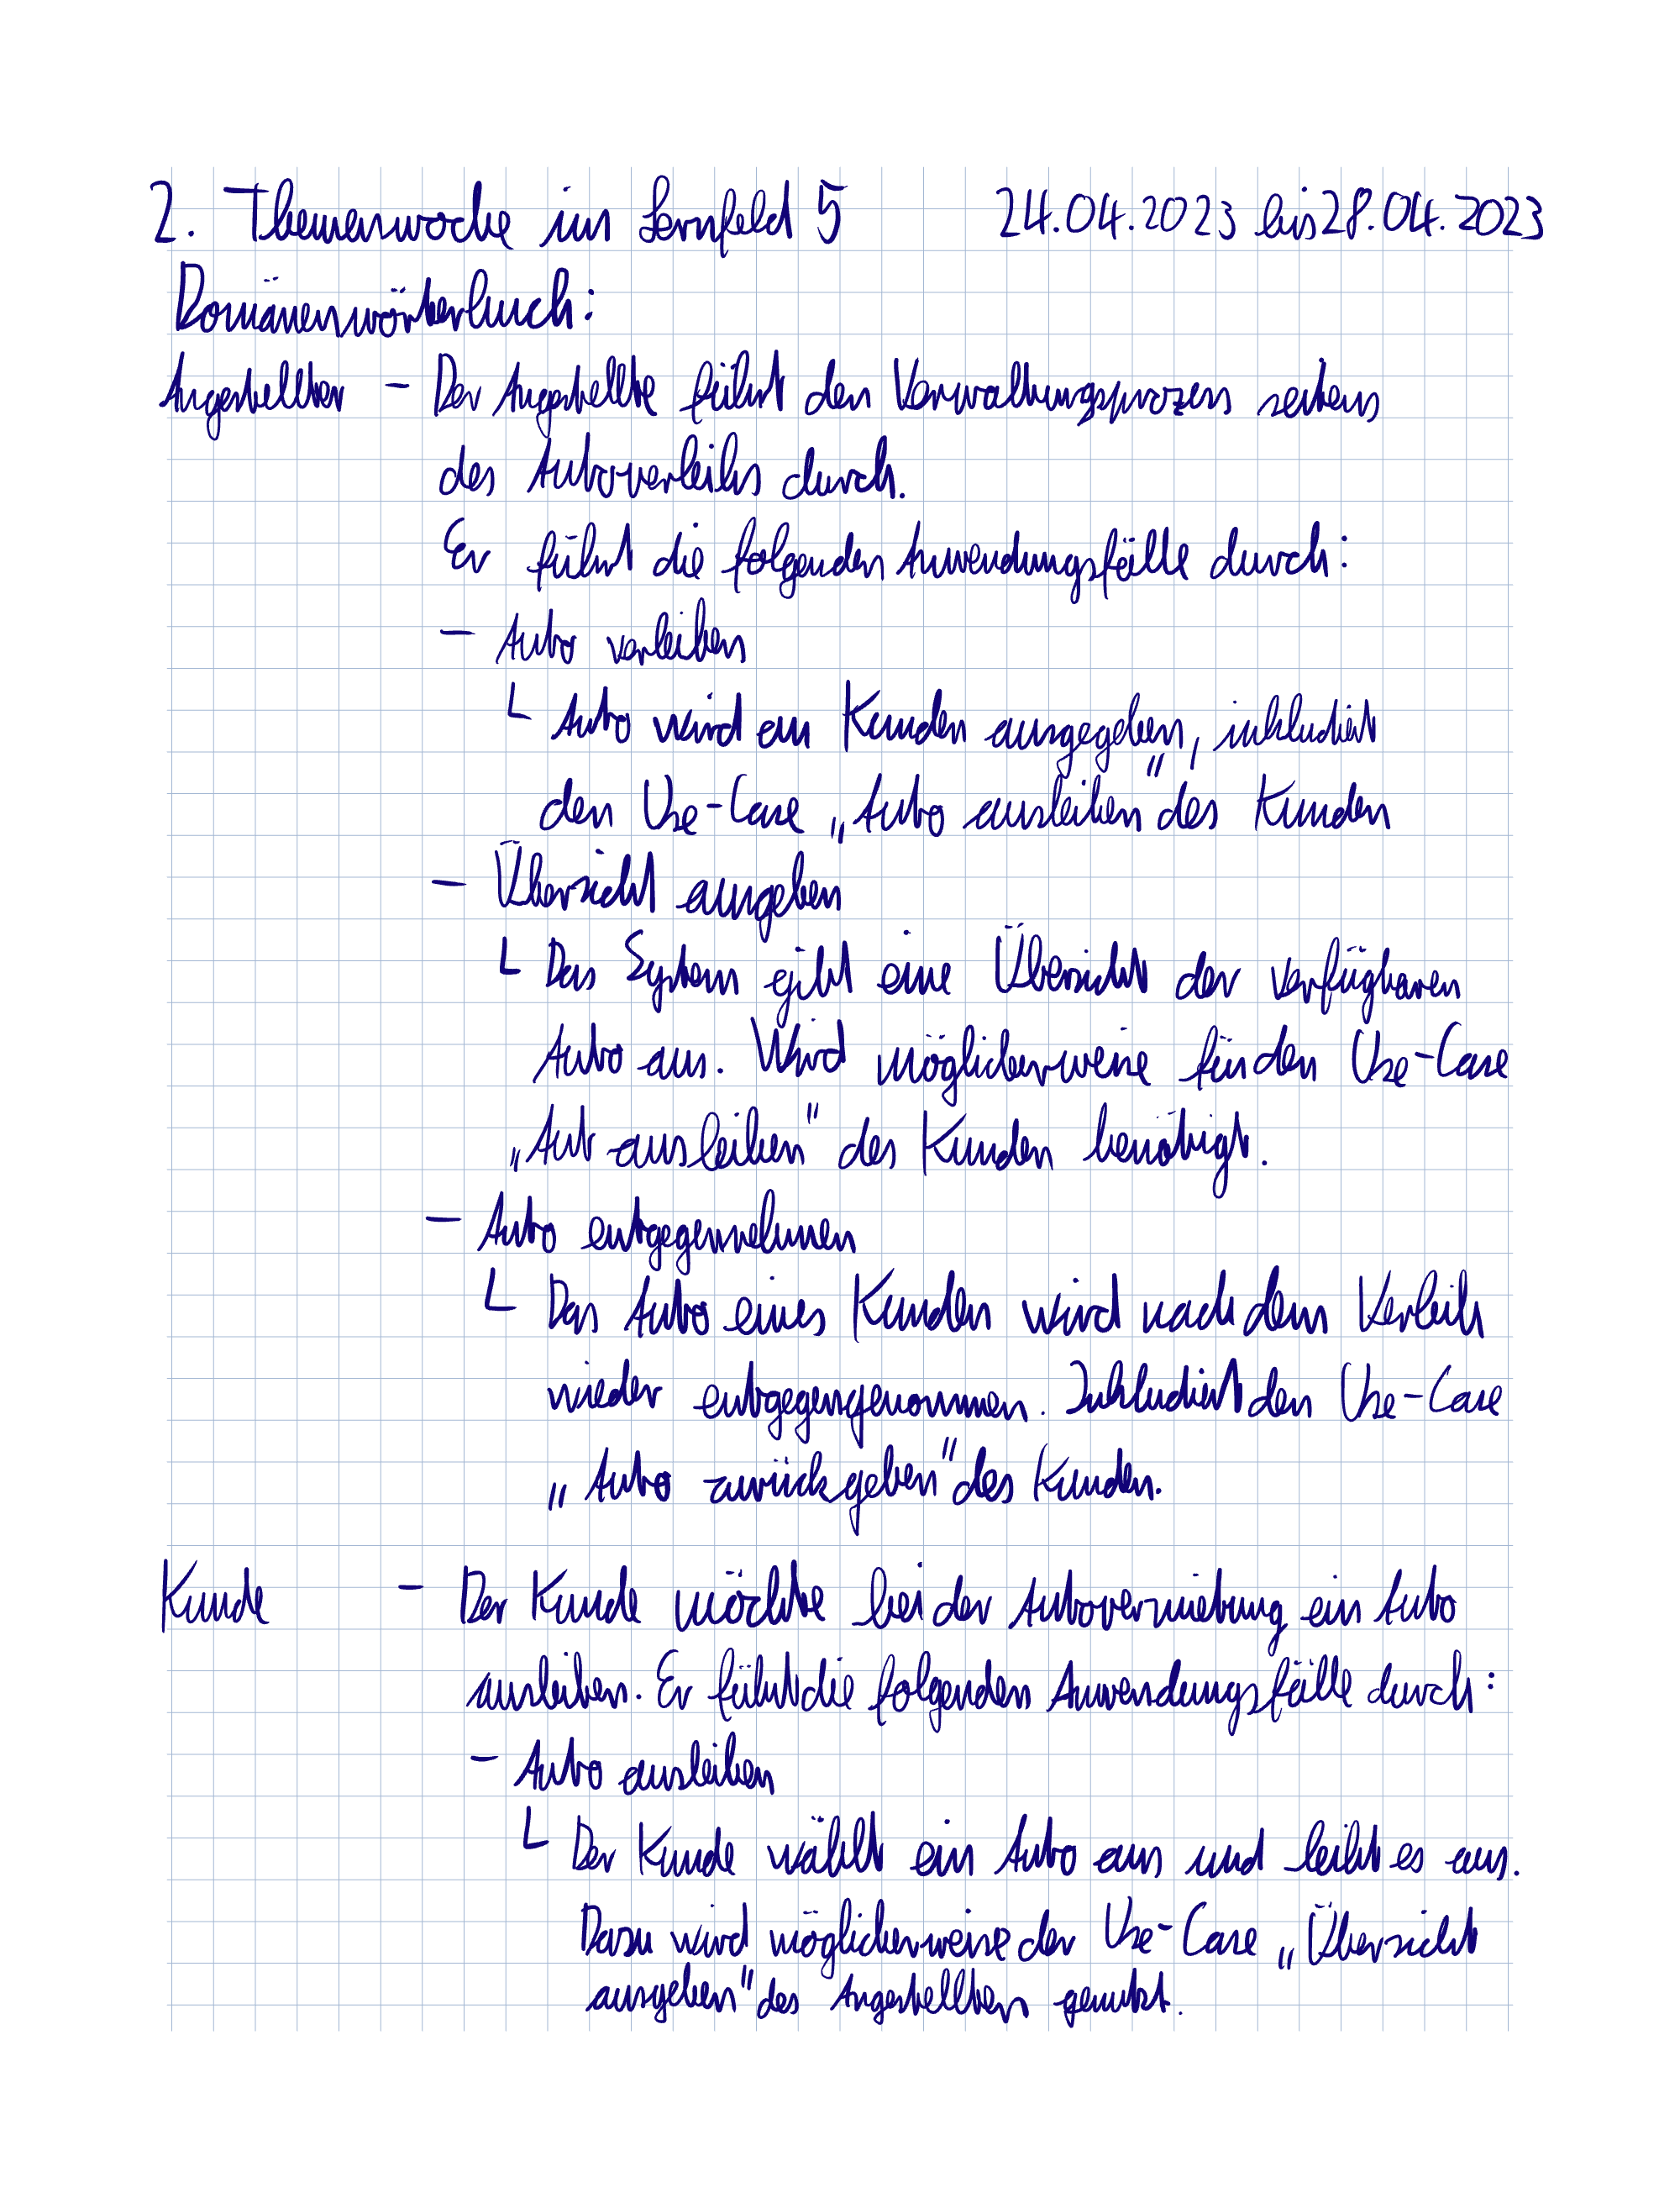 2. Themenwoche im Lernfeld 5 24.04.2023 bis 28.04.2023
Domänenwörterbuch:
Angestellter - Der Angestellte führt den Verwaltungsprozess seitens
des Autoverleihs durch.
Er führt die folgenden Anwendungsfälle durch:
- Auto verleihen
└ Auto wird an Kunden ausgegeben, inkludiert
den Use-Case „Auto ausleihen" des Kunden
- Übersicht ausgeben
└ Das System gibt eine Übersicht der verfügbaren
Auto aus. Wird möglicherweise für den Use-Case
„Aut ausleihen" des Kunden benötigt.
- Auto entgegennehmen
└ Das Auto eines Kunden wird nach dem Verleih
wieder entgegengenommen. Inkludiert den Use-Case
„Auto zurückgeben" des Kunden.
Kunde - Der Kunde möchte bei der Autovermietung ein Auto
ausleihen. Er führt die folgenden Anwendungsfälle durch:
- Auto ausleihen
└ Der Kunde wählt ein Auto aus und leiht es aus.
Dazu wird möglicherweise der Use-Case „Übersicht
ausgeben" des Angestellten genutzt.